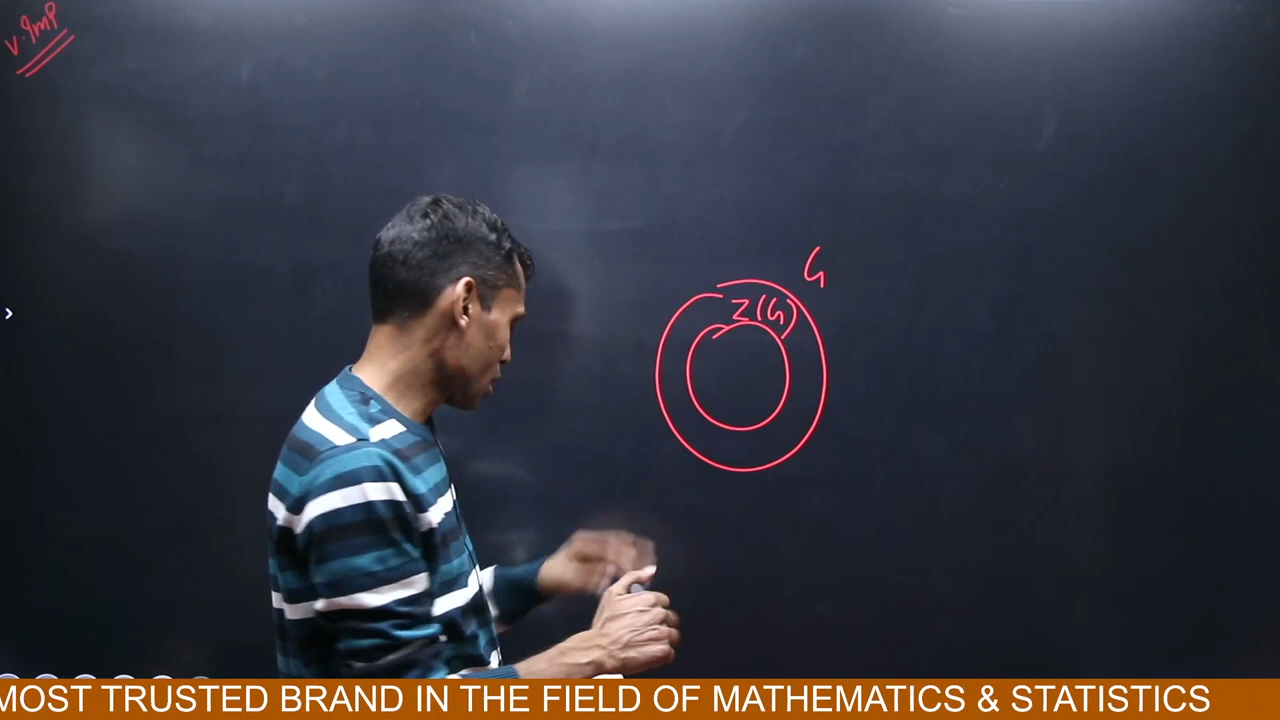 V. Imp
G
Z(G)
MOST TRUSTED BRAND IN THE FIELD OF MATHEMATICS & STATISTICS